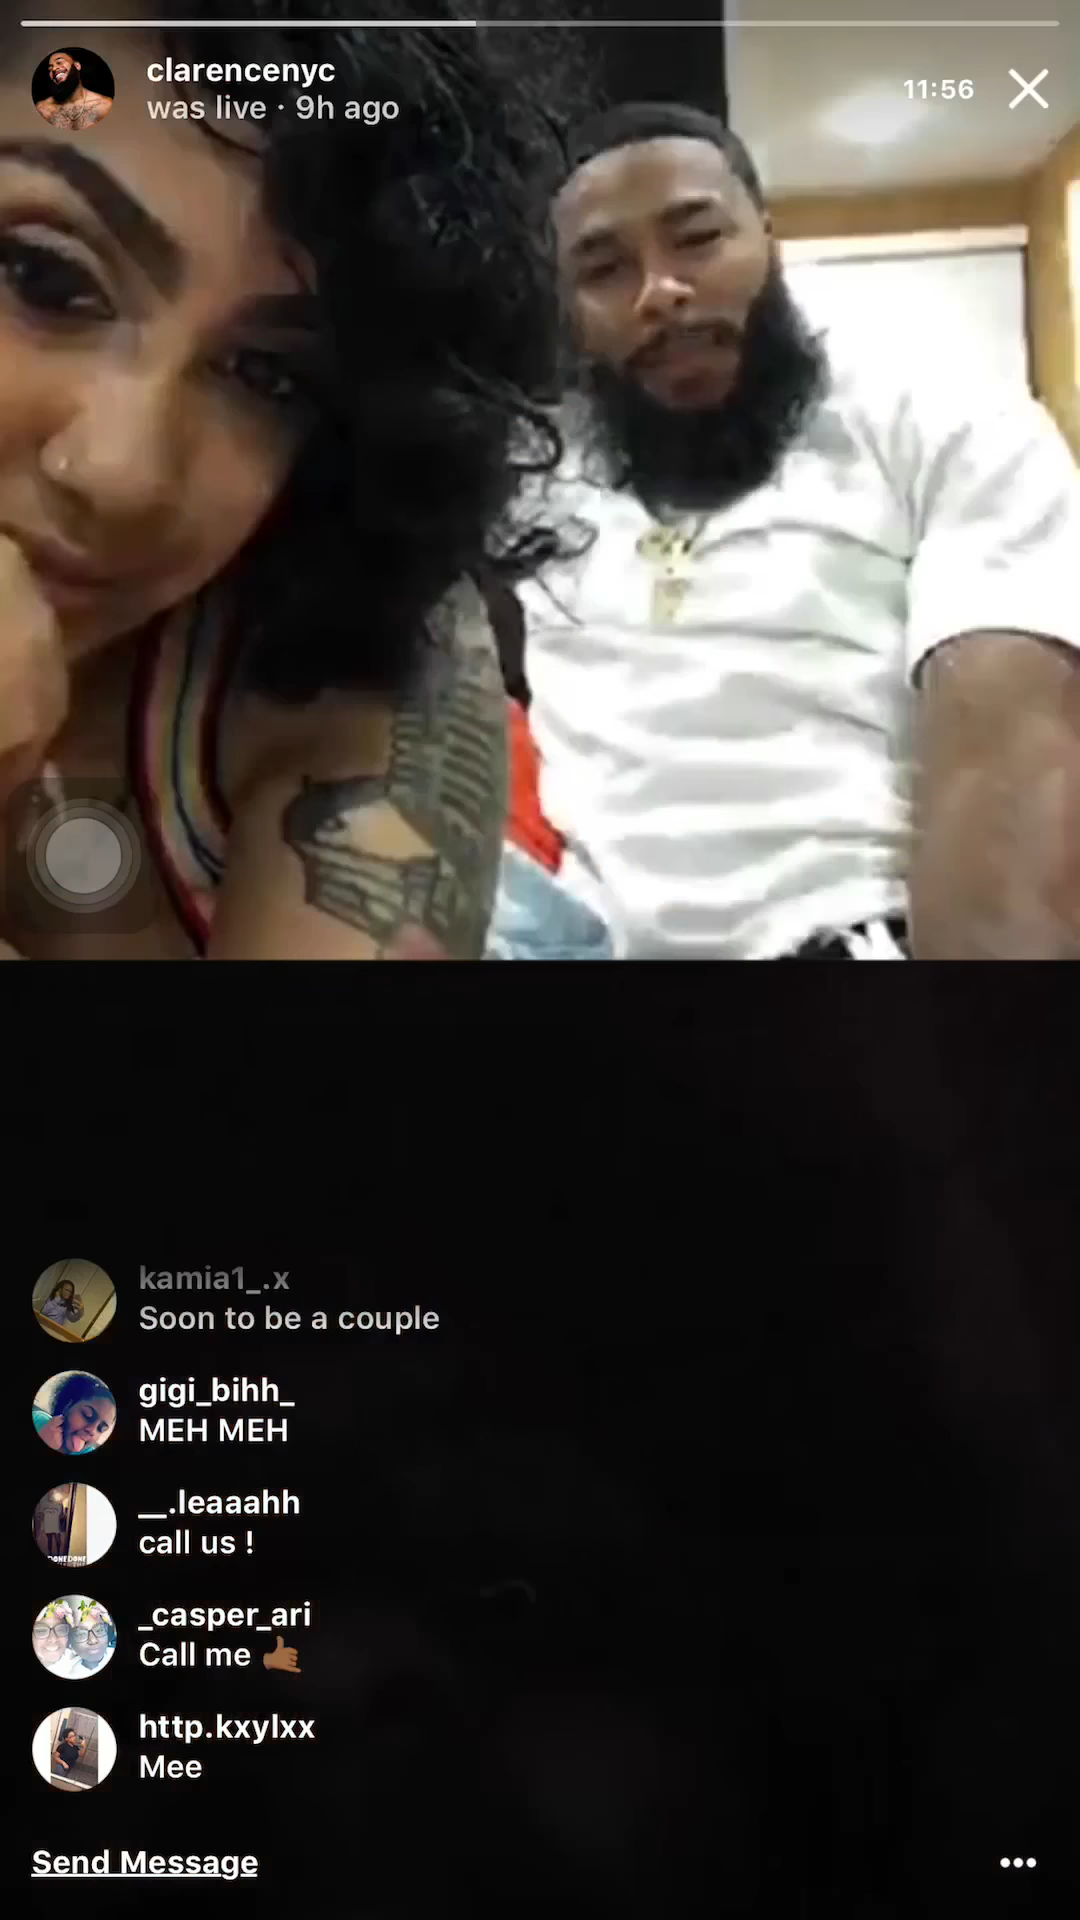 clarencenyc
was live · 9h ago
11:56
kamia1_.x
Soon to be a couple
gigi_bihh_
MEH MEH
__.leaaahh
call us !
_casper_ari
Call me 🤙🏾
http.kxylxx
Mee
Send Message